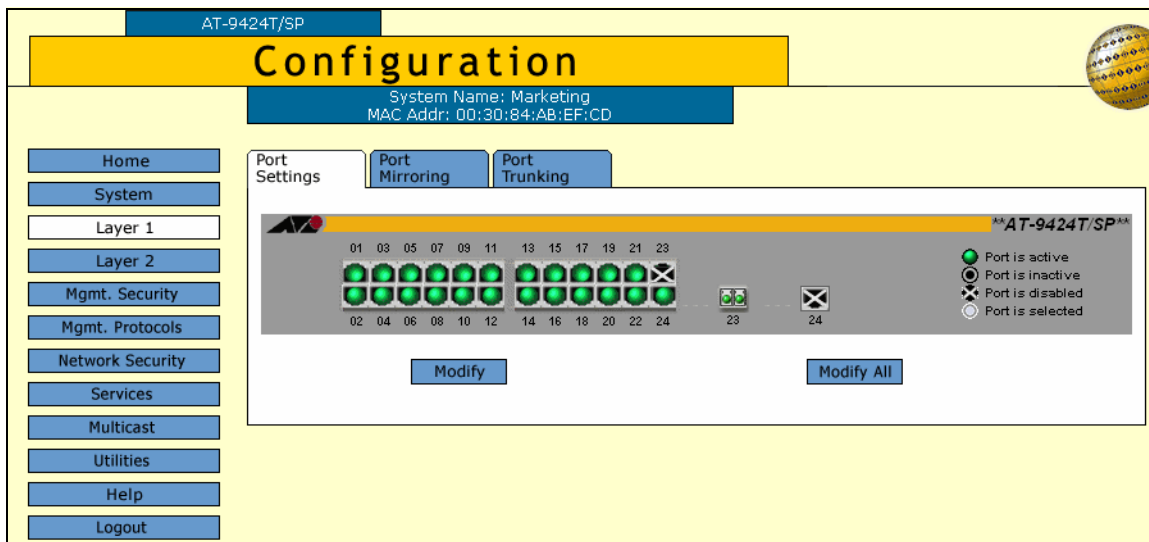 AT-9424T/SP
Configuration
System Name: Marketing
MAC Addr: 00:30:84:AB:EF:CD
Home
System
Layer 1
Layer 2
Mgmt. Security
Mgmt. Protocols
Network Security
Services
Multicast
Utilities
Help
Logout
Port Settings
Port Mirroring
Port Trunking
**AT-9424T/SP**
01 03 05 07 09 11 13 15 17 19 21 23
02 04 06 08 10 12 14 16 18 20 22 24 23 24
Port is active
Port is inactive
Port is disabled
Port is selected
Modify
Modify All